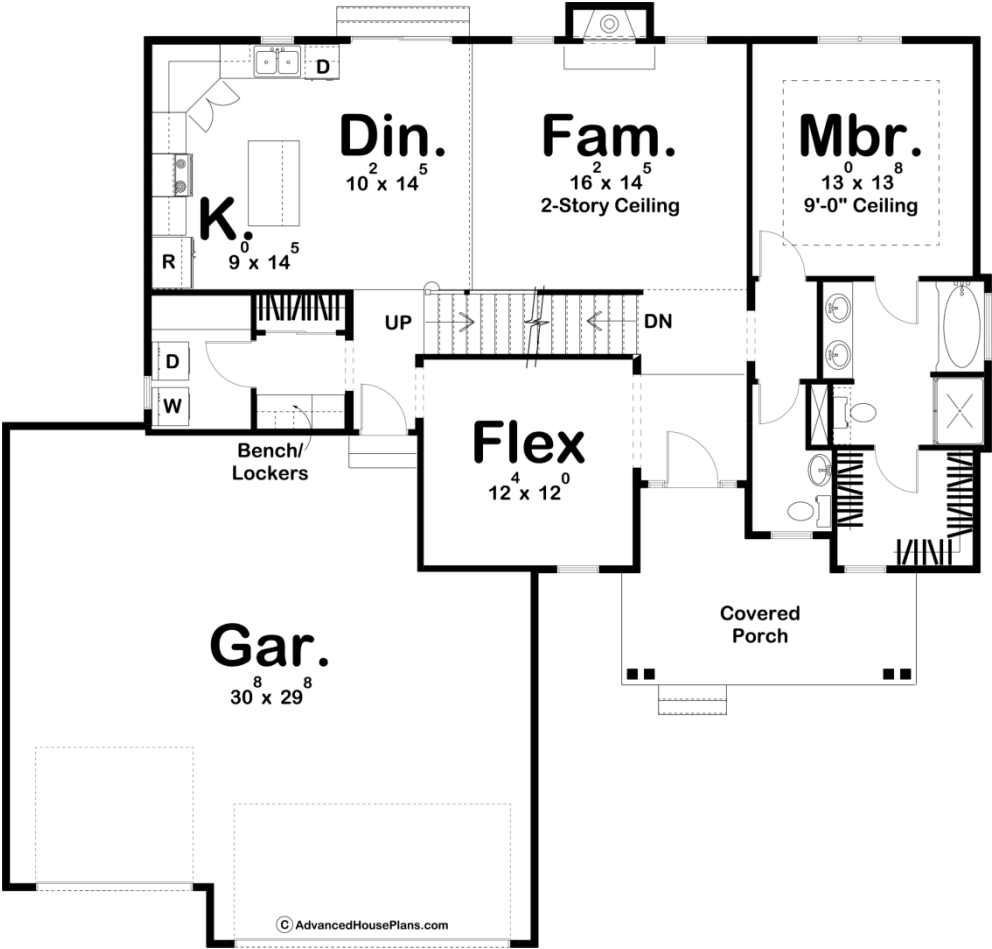 D
Din.
10² x 14⁵
Fam.
16² x 14⁵
2-Story Ceiling
Mbr.
13⁰ x 13⁸
9'-0" Ceiling
K.
9⁰ x 14⁵
R
UP
DN
D
W
Bench/
Lockers
Flex
12⁴ x 12⁰
Covered
Porch
Gar.
30⁸ x 29⁸
© AdvancedHousePlans.com